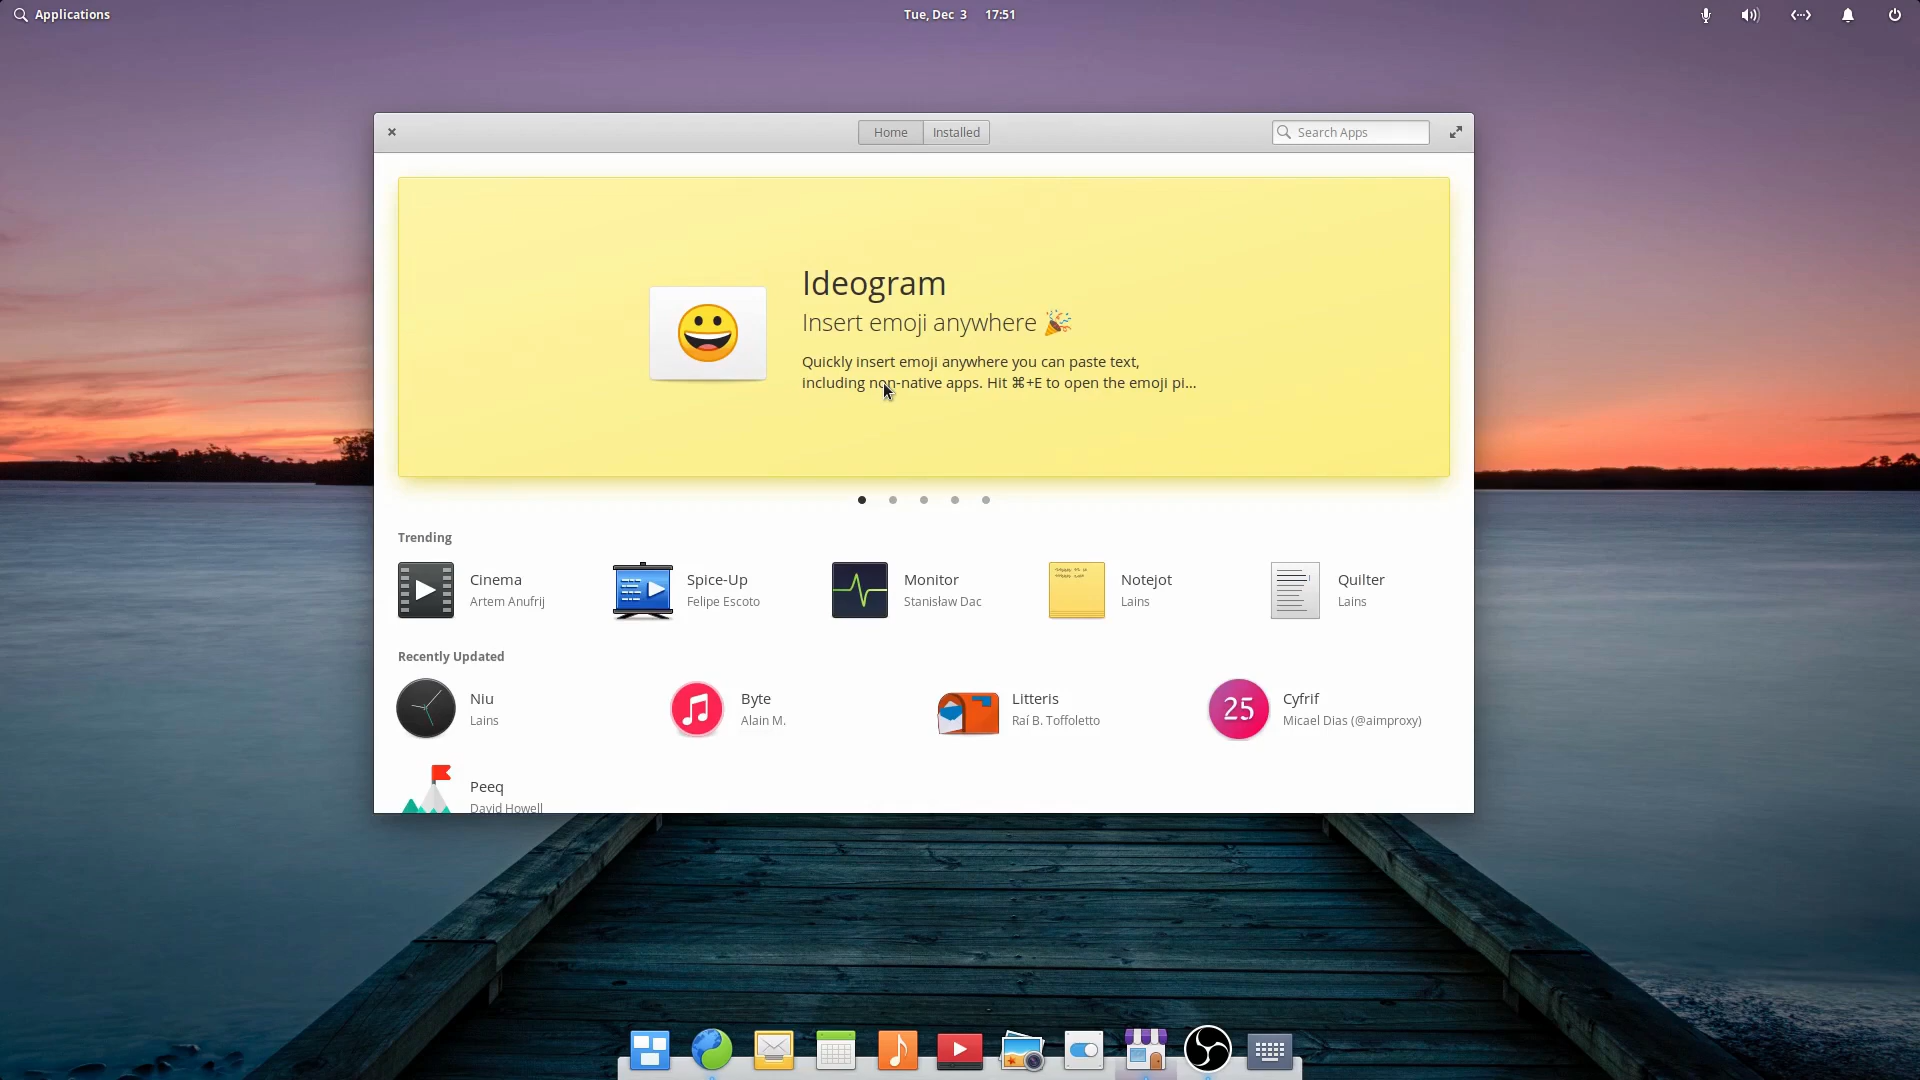 Applications
Tue, Dec 3 17:51
Home
Installed
Search Apps
Ideogram
Insert emoji anywhere 🎉
Quickly insert emoji anywhere you can paste text,
including non-native apps. Hit ⌘+E to open the emoji pi...
Trending
Cinema
Artem Anufrij
Spice-Up
Felipe Escoto
Monitor
Stanisław Dac
Notejot
Lains
Quilter
Lains
Recently Updated
Niu
Lains
Byte
Alain M.
Litteris
Raí B. Toffoletto
25
Cyfrif
Micael Dias (@aimproxy)
Peeq
David Howell